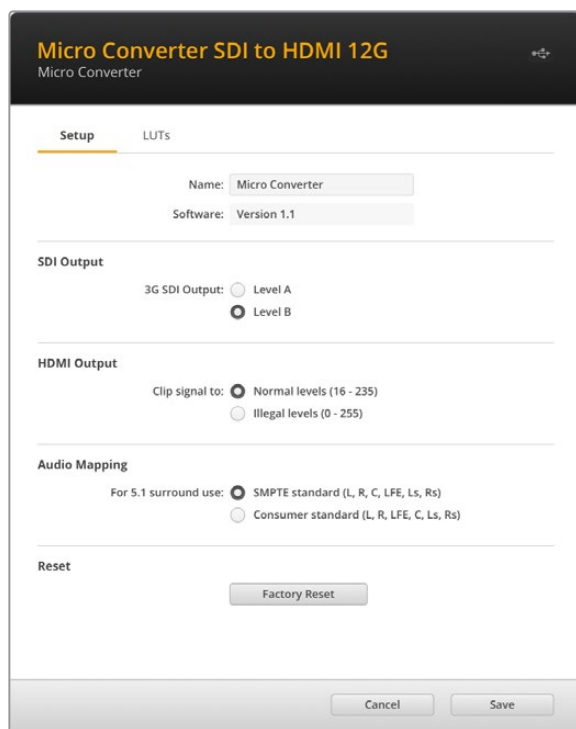 Micro Converter SDI to HDMI 12G
Micro Converter
Setup LUTs
Name: Micro Converter
Software: Version 1.1
SDI Output
3G SDI Output: Level A
Level B
HDMI Output
Clip signal to: Normal levels (16 - 235)
Illegal levels (0 - 255)
Audio Mapping
For 5.1 surround use: SMPTE standard (L, R, C, LFE, Ls, Rs)
Consumer standard (L, R, LFE, C, Ls, Rs)
Reset
Factory Reset
Cancel Save